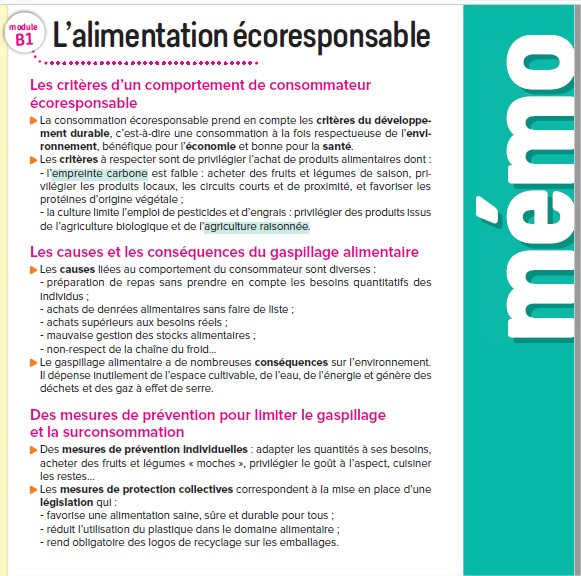 module
B1
L'alimentation écoresponsable
Les critères d'un comportement de consommateur
écoresponsable
La consommation écoresponsable prend en compte les critères du développe-
ment durable, c'est-à-dire une consommation à la fois respectueuse de l'envi-
ronnement, bénéfique pour l'économie et bonne pour la santé.
Les critères à respecter sont de privilégier l'achat de produits alimentaires dont :
- l'empreinte carbone est faible : acheter des fruits et légumes de saison, pri-
vilégier les produits locaux, les circuits courts et de proximité, et favoriser les
protéines d'origine végétale ;
- la culture limite l'emploi de pesticides et d'engrais : privilégier des produits issus
de l'agriculture biologique et de l'agriculture raisonnée.
Les causes et les conséquences du gaspillage alimentaire
Les causes liées au comportement du consommateur sont diverses :
- préparation de repas sans prendre en compte les besoins quantitatifs des
individus ;
- achats de denrées alimentaires sans faire de liste ;
- achats supérieurs aux besoins réels ;
- mauvaise gestion des stocks alimentaires ;
- non-respect de la chaîne du froid...
Le gaspillage alimentaire a de nombreuses conséquences sur l'environnement.
Il dépense inutilement de l'espace cultivable, de l'eau, de l'énergie et génère des
déchets et des gaz à effet de serre.
Des mesures de prévention pour limiter le gaspillage
et la surconsommation
Des mesures de prévention individuelles : adapter les quantités à ses besoins,
acheter des fruits et légumes « moches », privilégier le goût à l'aspect, cuisiner
les restes...
Les mesures de protection collectives correspondent à la mise en place d'une
législation qui :
- favorise une alimentation saine, sûre et durable pour tous ;
- réduit l'utilisation du plastique dans le domaine alimentaire ;
- rend obligatoire des logos de recyclage sur les emballages.
mémo